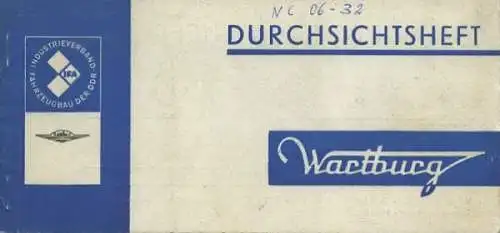 NC 06-32
DURCHSICHTSHEFT
INDUSTRIEVERBAND
FAHRZEUGBAU DER DDR
IFA
Wartburg